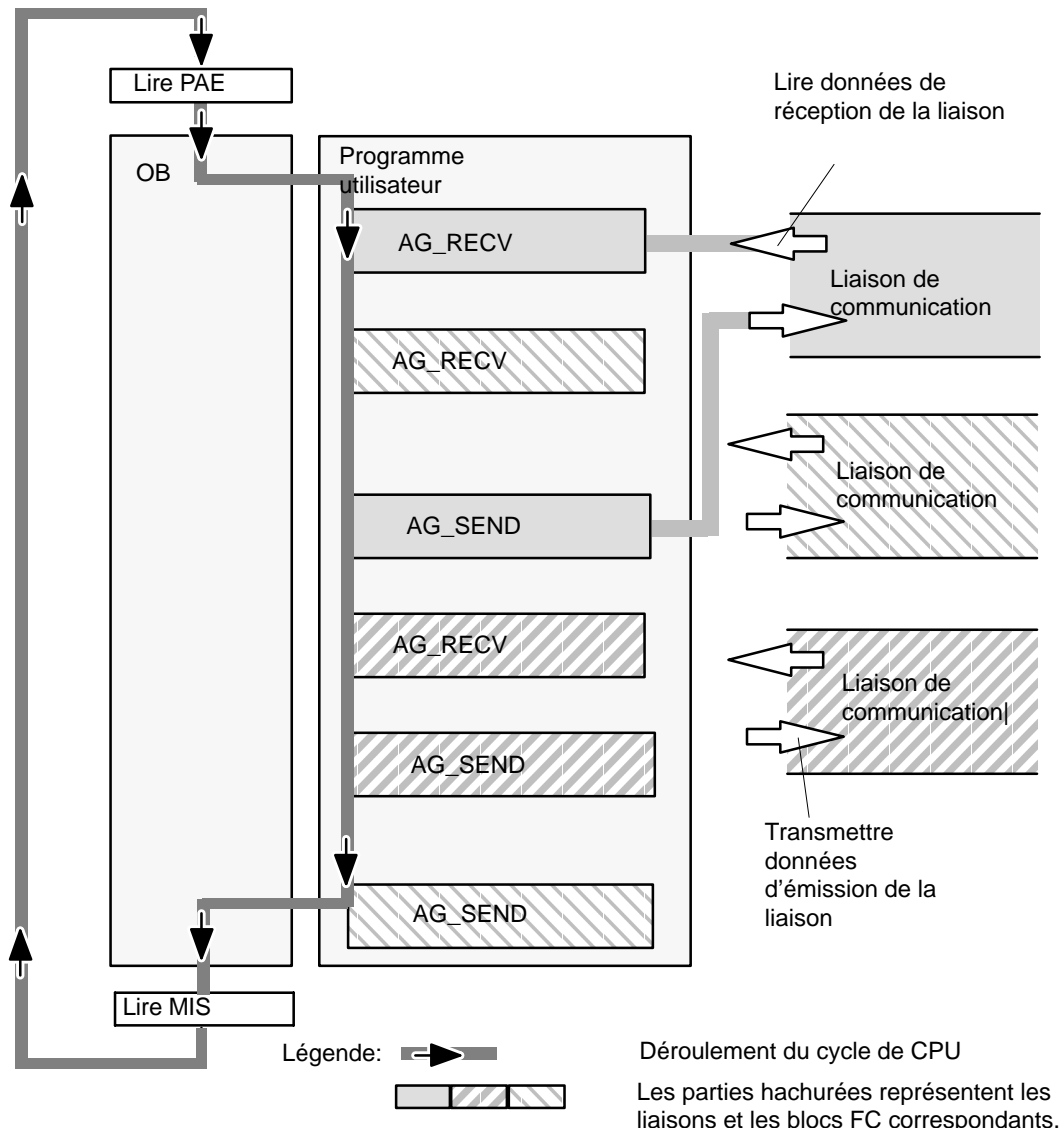 Lire PAE
OB
Programme
utilisateur
AG_RECV
AG_RECV
AG_SEND
AG_RECV
AG_SEND
AG_SEND
Lire MIS
Lire données de
réception de la liaison
Liaison de
communication
Liaison de
communication
Liaison de
communication|
Transmettre
données
d'émission de la
liaison
Légende:
Déroulement du cycle de CPU
Les parties hachurées représentent les
liaisons et les blocs FC correspondants.